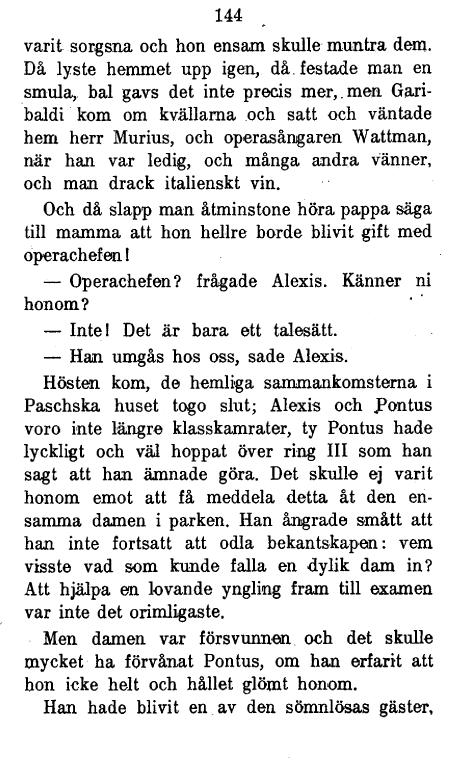 144
varit sorgsna och hon ensam skulle muntra dem.
Då lyste hemmet upp igen, då festade man en
smula, bal gavs det inte precis mer, men Gari-
baldi kom om kvällarna och satt och väntade
hem herr Murius, och operasångaren Wattman,
när han var ledig, och många andra vänner,
och man drack italienskt vin.
Och då slapp man åtminstone höra pappa säga
till mamma att hon hellre borde blivit gift med
operachefen!
— Operachefen? frågade Alexis. Känner ni
honom?
— Inte! Det är bara ett talesätt.
— Han umgås hos oss, sade Alexis.
Hösten kom, de hemliga sammankomsterna i
Paschska huset togo slut; Alexis och Pontus
voro inte längre klasskamrater, ty Pontus hade
lyckligt och väl hoppat över ring III som han
sagt att han ämnade göra. Det skulle ej varit
honom emot att få meddela detta åt den en-
samma damen i parken. Han ångrade smått att
han inte fortsatt att odla bekantskapen: vem
visste vad som kunde falla en dylik dam in?
Att hjälpa en lovande yngling fram till examen
var inte det orimligaste.
Men damen var försvunnen och det skulle
mycket ha förvånat Pontus, om han erfarit att
hon icke helt och hållet glömt honom.
Han hade blivit en av den sömnlösas gäster,